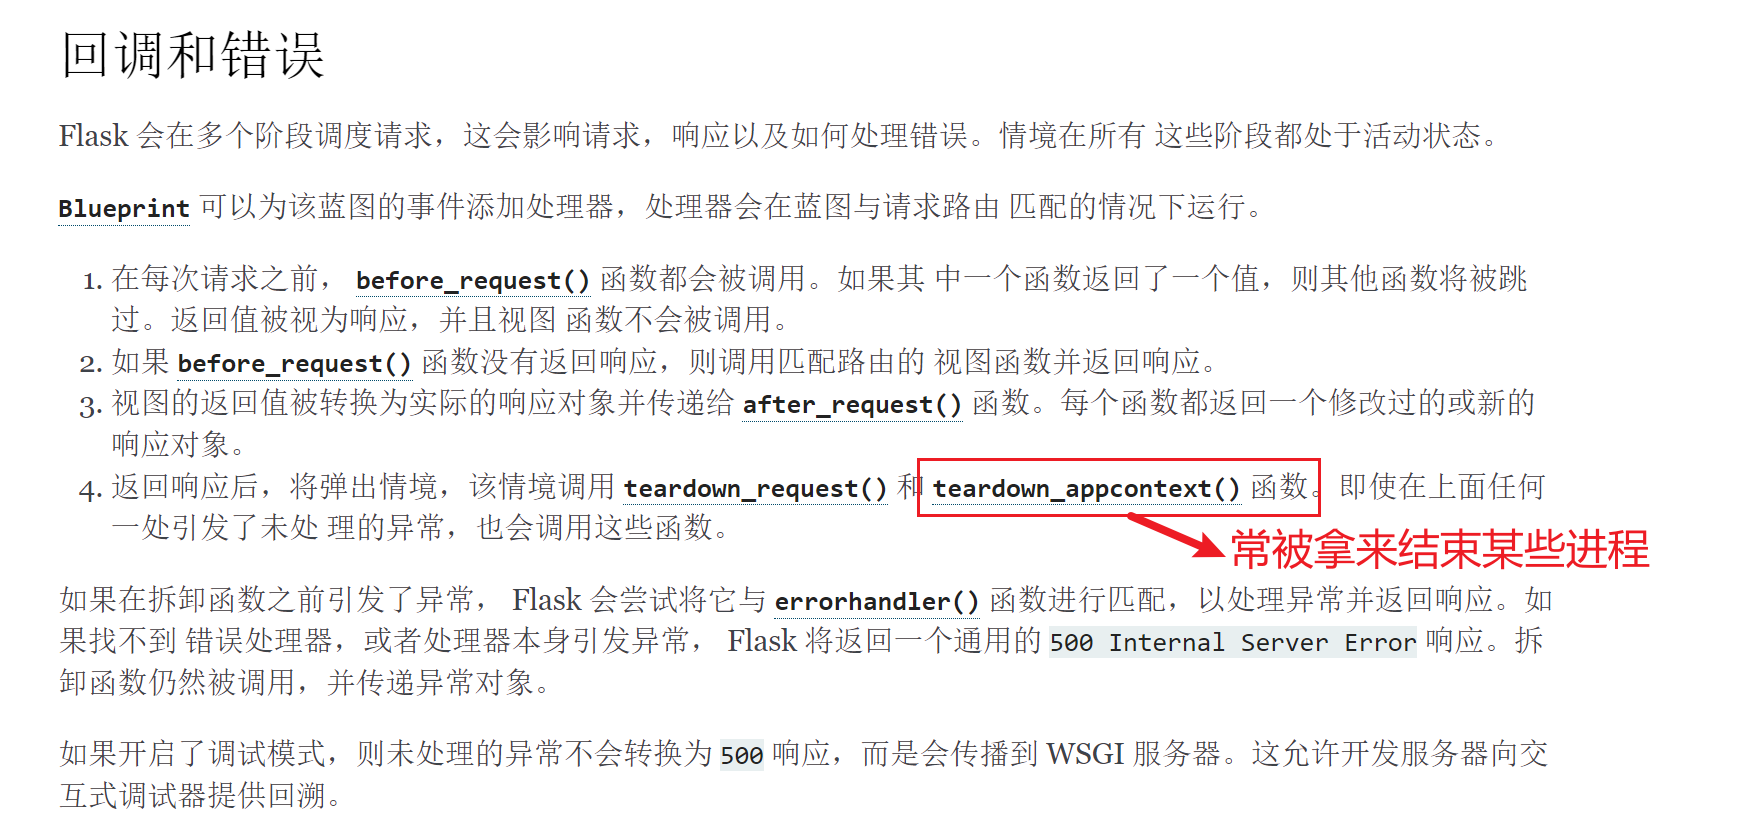 回调和错误
Flask 会在多个阶段调度请求，这会影响请求，响应以及如何处理错误。情境在所有 这些阶段都处于活动状态。
Blueprint 可以为该蓝图的事件添加处理器，处理器会在蓝图与请求路由 匹配的情况下运行。
1. 在每次请求之前， before_request() 函数都会被调用。如果其 中一个函数返回了一个值，则其他函数将被跳
过。返回值被视为响应，并且视图 函数不会被调用。
2. 如果 before_request() 函数没有返回响应，则调用匹配路由的 视图函数并返回响应。
3. 视图的返回值被转换为实际的响应对象并传递给 after_request() 函数。每个函数都返回一个修改过的或新的
响应对象。
4. 返回响应后，将弹出情境，该情境调用 teardown_request() 和 teardown_appcontext() 函数。即使在上面任何
一处引发了未处 理的异常，也会调用这些函数。
常被拿来结束某些进程
如果在拆卸函数之前引发了异常， Flask 会尝试将它与 errorhandler() 函数进行匹配，以处理异常并返回响应。如
果找不到 错误处理器，或者处理器本身引发异常， Flask 将返回一个通用的 500 Internal Server Error 响应。拆
卸函数仍然被调用，并传递异常对象。
如果开启了调试模式，则未处理的异常不会转换为 500 响应，而是会传播到 WSGI 服务器。这允许开发服务器向交
互式调试器提供回溯。